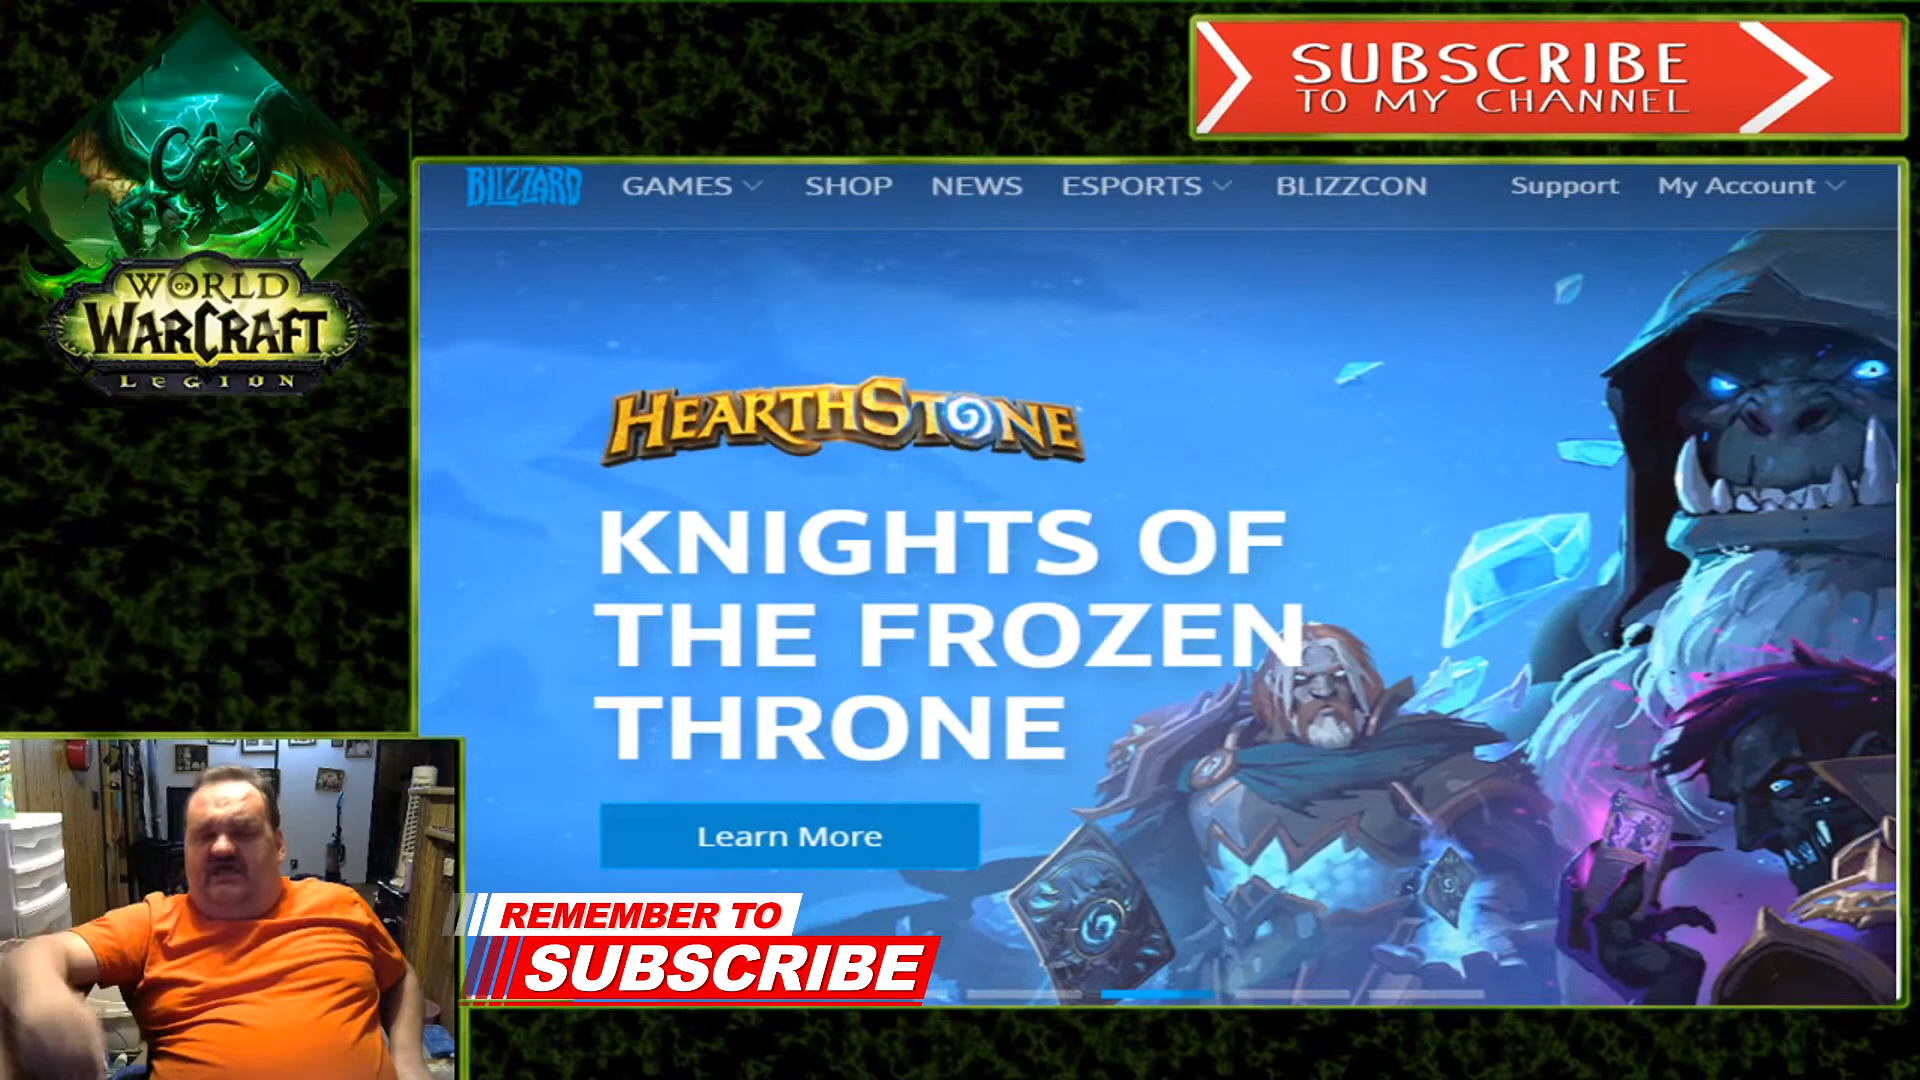 SUBSCRIBE
TO MY CHANNEL
WORLD OF
WARCRAFT
LEGION
BLIZZARD GAMES SHOP NEWS ESPORTS BLIZZCON Support My Account
HEARTHSTONE
KNIGHTS OF
THE FROZEN
THRONE
Learn More
REMEMBER TO
SUBSCRIBE